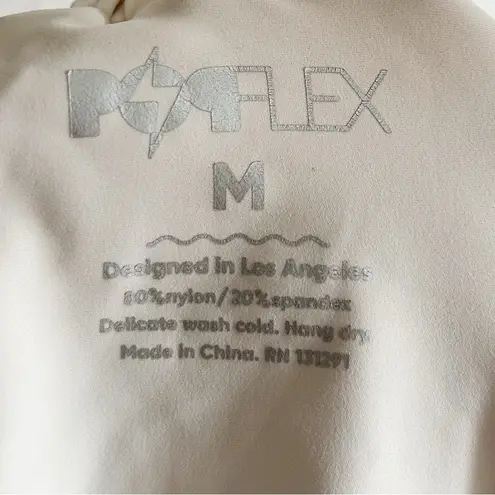 POPFLEX
M
Designed in Los Angeles
80%nylon/20%spandex
Delicate wash cold. Hang dry.
Made in China. RN 131291